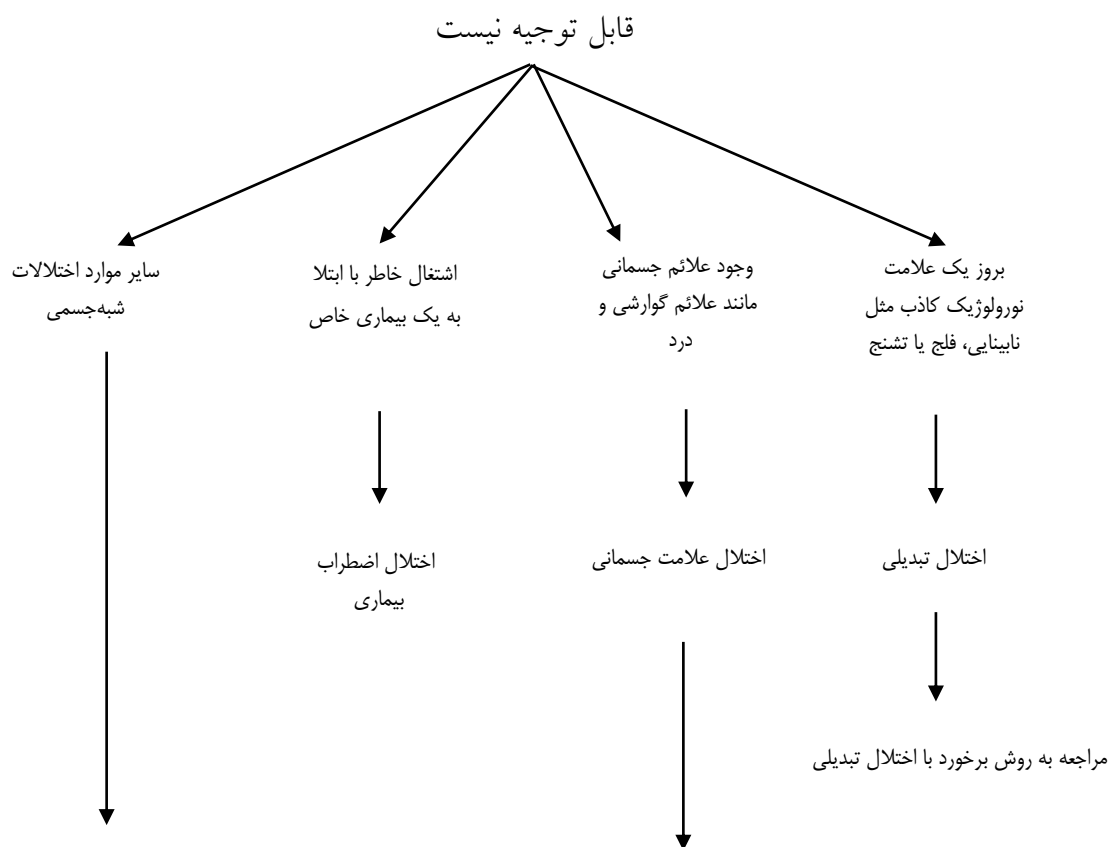 قابل توجیه نیست
بروز یک علامت
نورولوژیک کاذب مثل
نابینایی، فلج یا تشنج
وجود علائم جسمانی
مانند علائم گوارشی و
درد
اشتغال خاطر با ابتلا
به یک بیماری خاص
سایر موارد اختلالات
شبه‌جسمی
اختلال تبدیلی
اختلال علامت جسمانی
اختلال اضطراب
بیماری
مراجعه به روش برخورد با اختلال تبدیلی